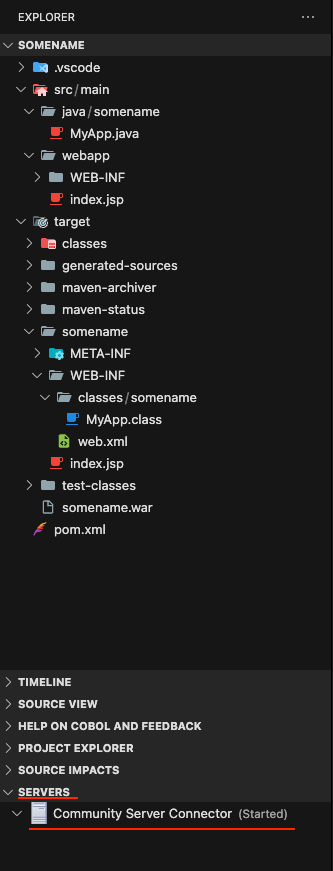 EXPLORER
SOMENAME
.vscode
src/main
java/somename
MyApp.java
webapp
WEB-INF
index.jsp
target
classes
generated-sources
maven-archiver
maven-status
somename
META-INF
WEB-INF
classes/somename
MyApp.class
web.xml
index.jsp
test-classes
somename.war
pom.xml
TIMELINE
SOURCE VIEW
HELP ON COBOL AND FEEDBACK
PROJECT EXPLORER
SOURCE IMPACTS
SERVERS
Community Server Connector (Started)